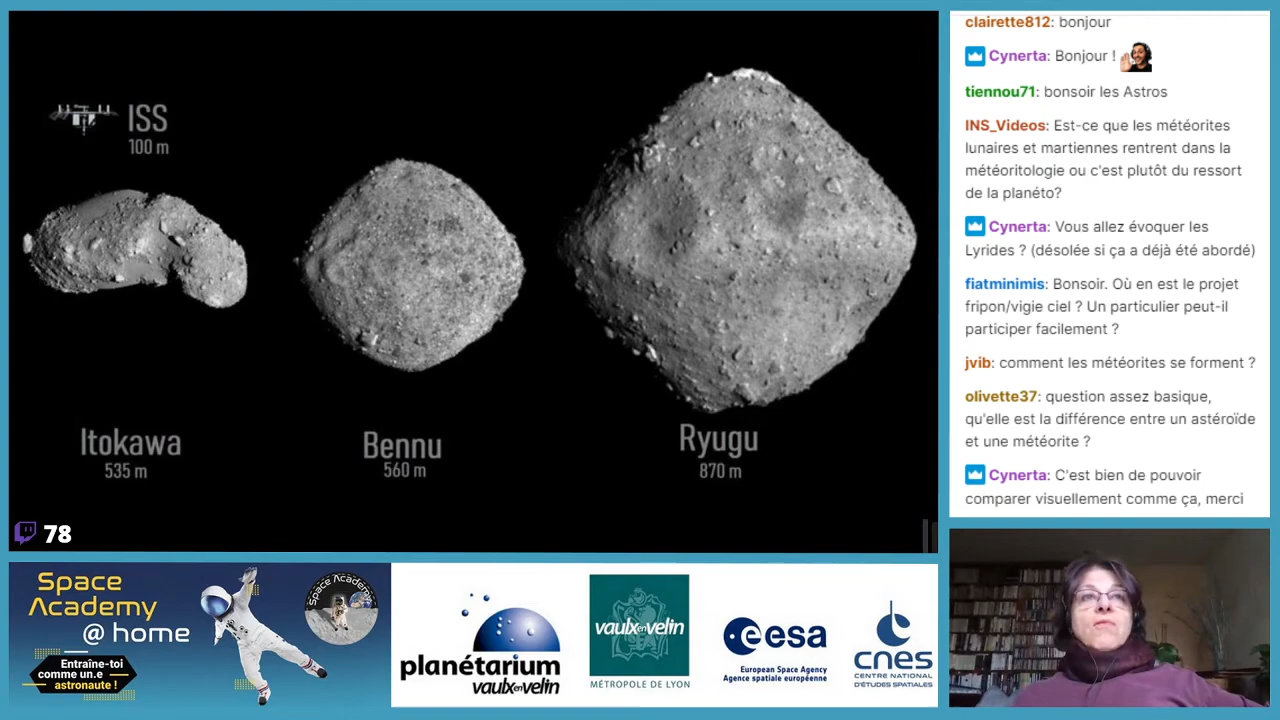 ISS
100 m
Itokawa
535 m
Bennu
560 m
Ryugu
870 m
78
clairette812: bonjour
Cynerta: Bonjour !
tiennou71: bonsoir les Astros
INS_Videos: Est-ce que les météorites
lunaires et martiennes rentrent dans la
météoritologie ou c'est plutôt du ressort
de la planéto?
Cynerta: Vous allez évoquer les
Lyrides ? (désolée si ça a déjà été abordé)
fiatminimis: Bonsoir. Où en est le projet
fripon/vigie ciel ? Un particulier peut-il
participer facilement ?
jvib: comment les météorites se forment ?
olivette37: question assez basique,
qu'elle est la différence entre un astéroïde
et une météorite ?
Cynerta: C'est bien de pouvoir
comparer visuellement comme ça, merci
Space
Academy
@ home
Entraîne-toi
comme un.e
astronaute !
Space Academy
planétarium
vaulx en velin
vaulx en velin
MÉTROPOLE DE LYON
esa
European Space Agency
Agence spatiale européenne
cnes
CENTRE NATIONAL
D'ÉTUDES SPATIALES